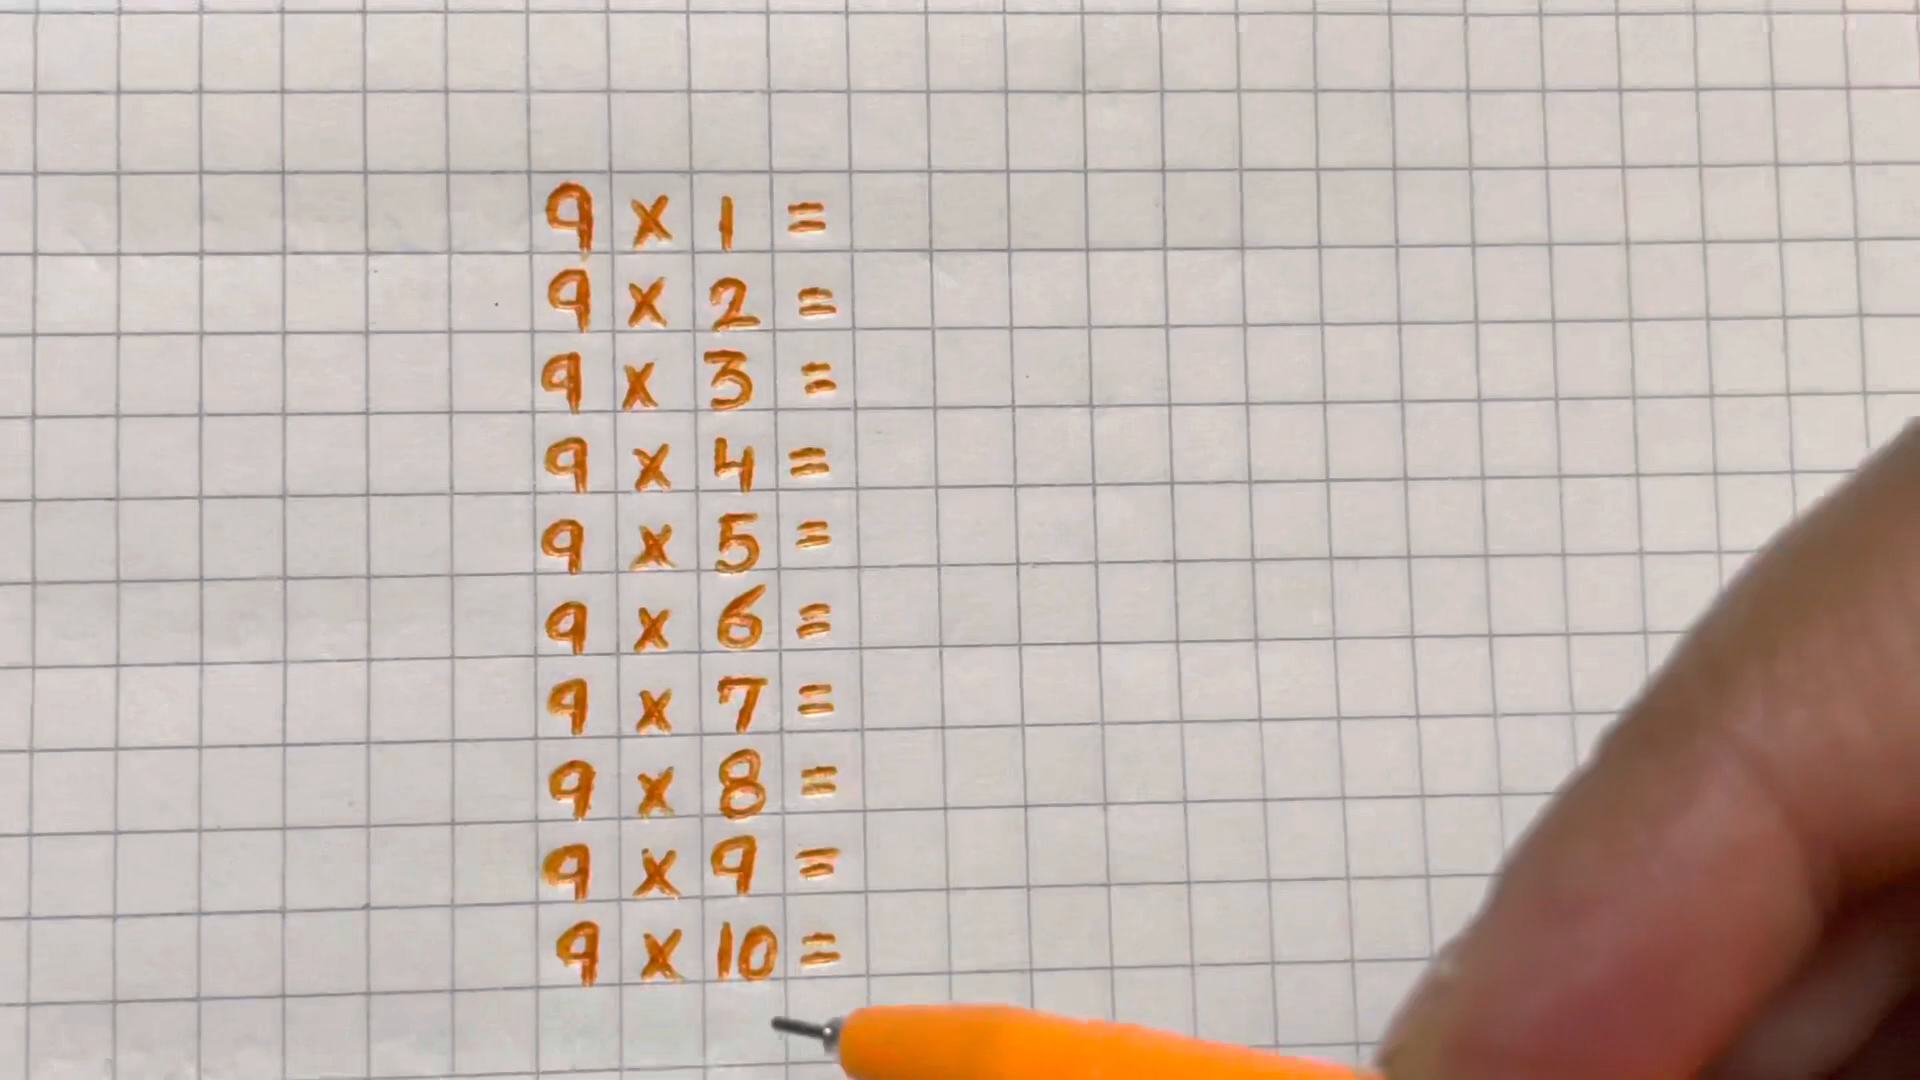 9 x 1 =
9 x 2 =
9 x 3 =
9 x 4 =
9 x 5 =
9 x 6 =
9 x 7 =
9 x 8 =
9 x 9 =
9 x 10 =